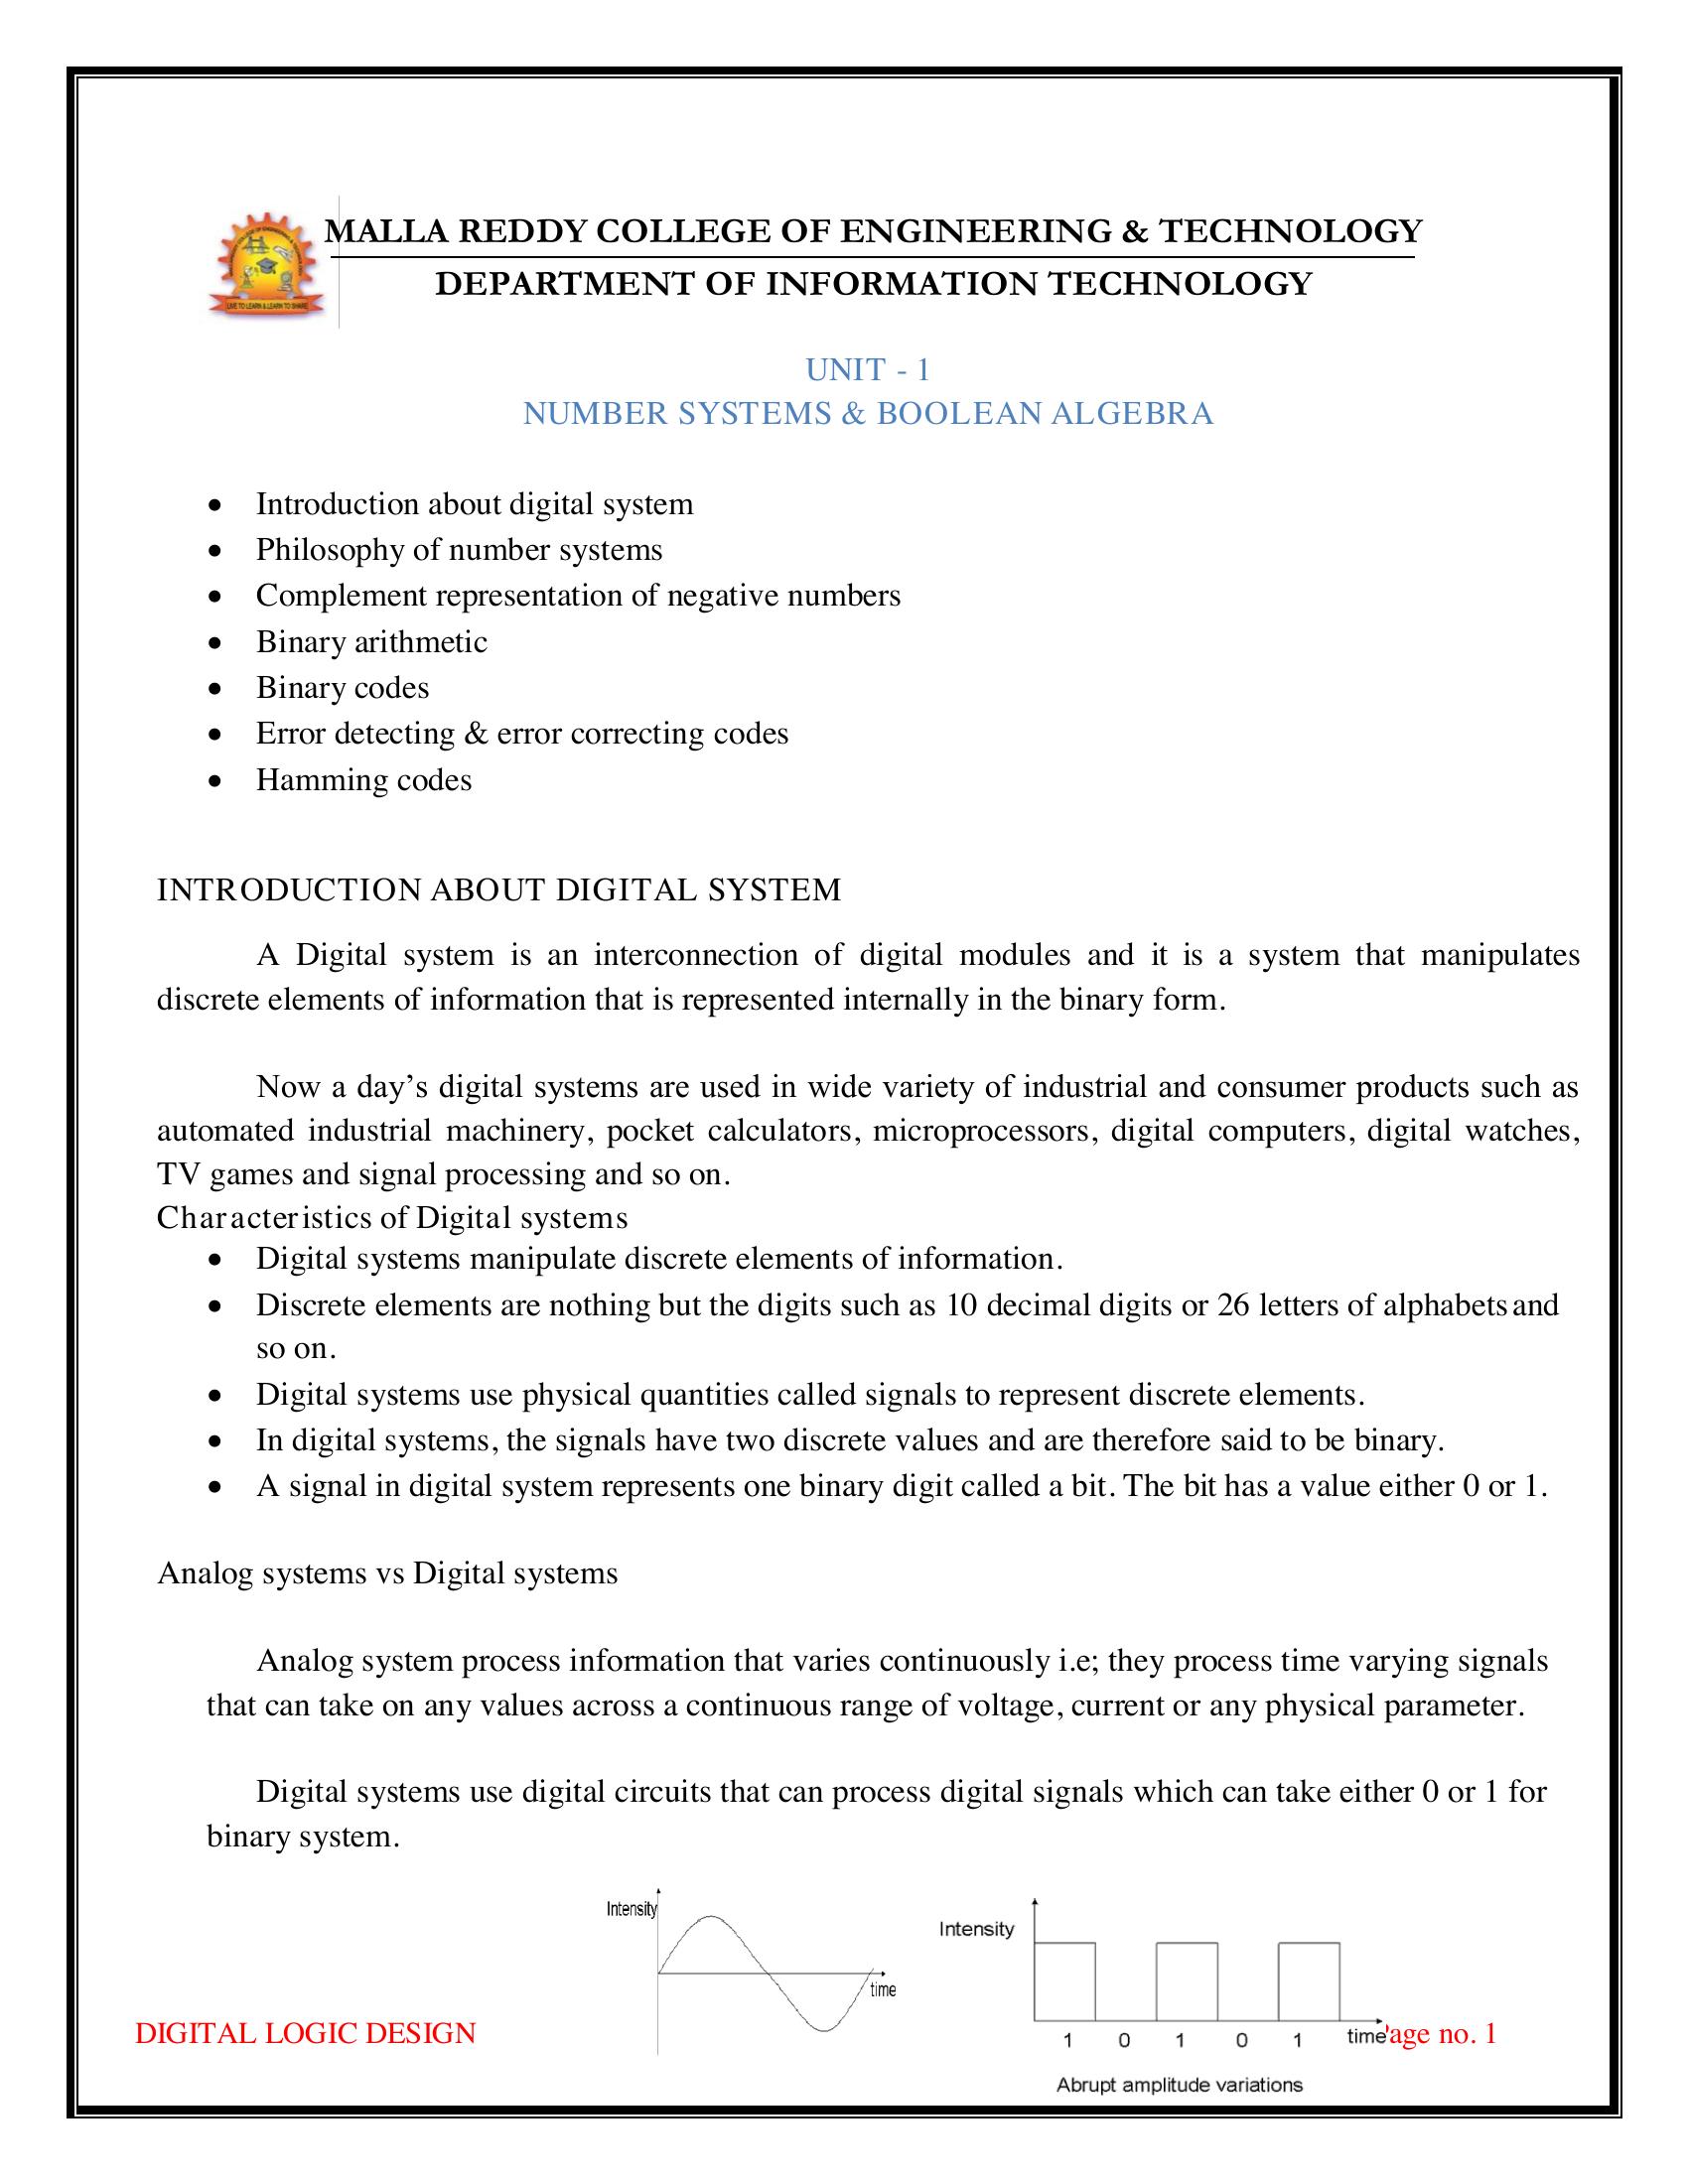 MALLA REDDY COLLEGE OF ENGINEERING & TECHNOLOGY
DEPARTMENT OF INFORMATION TECHNOLOGY
LIVE TO LEARN & LEARN TO SHARE
UNIT - 1
NUMBER SYSTEMS & BOOLEAN ALGEBRA
• Introduction about digital system
• Philosophy of number systems
• Complement representation of negative numbers
• Binary arithmetic
• Binary codes
• Error detecting & error correcting codes
• Hamming codes
INTRODUCTION ABOUT DIGITAL SYSTEM
A Digital system is an interconnection of digital modules and it is a system that manipulates
discrete elements of information that is represented internally in the binary form.
Now a day’s digital systems are used in wide variety of industrial and consumer products such as
automated industrial machinery, pocket calculators, microprocessors, digital computers, digital watches,
TV games and signal processing and so on.
Characteristics of Digital systems
• Digital systems manipulate discrete elements of information.
• Discrete elements are nothing but the digits such as 10 decimal digits or 26 letters of alphabets and
so on.
• Digital systems use physical quantities called signals to represent discrete elements.
• In digital systems, the signals have two discrete values and are therefore said to be binary.
• A signal in digital system represents one binary digit called a bit. The bit has a value either 0 or 1.
Analog systems vs Digital systems
Analog system process information that varies continuously i.e; they process time varying signals
that can take on any values across a continuous range of voltage, current or any physical parameter.
Digital systems use digital circuits that can process digital signals which can take either 0 or 1 for
binary system.
Intensity
time
Intensity
1 0 1 0 1 time
Abrupt amplitude variations
DIGITAL LOGIC DESIGN
Page no. 1